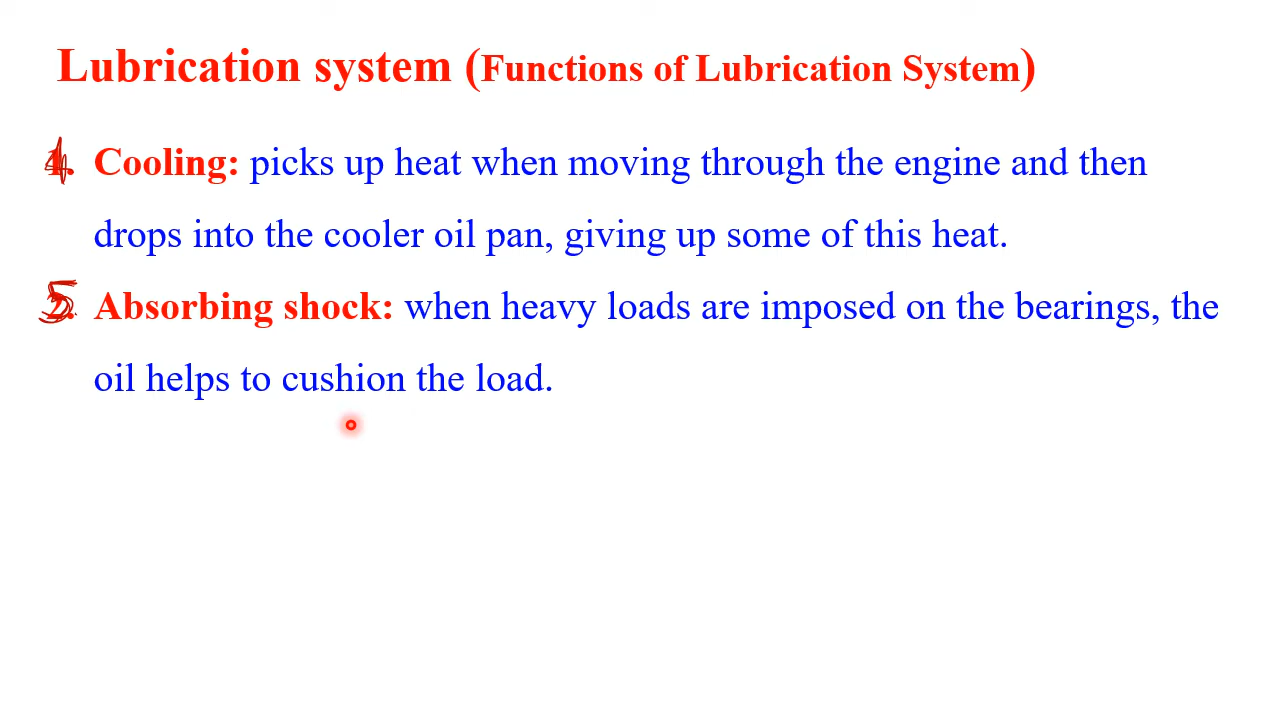 Lubrication system (Functions of Lubrication System)
4. Cooling: picks up heat when moving through the engine and then
drops into the cooler oil pan, giving up some of this heat.
5. Absorbing shock: when heavy loads are imposed on the bearings, the
oil helps to cushion the load.